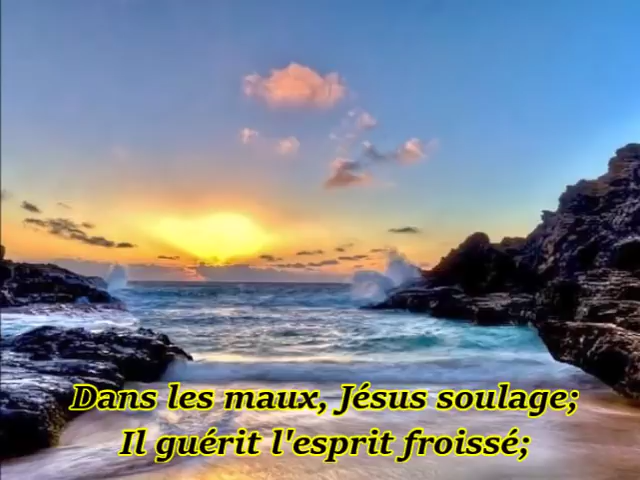 Dans les maux, Jésus soulage;
Il guérit l'esprit froissé;